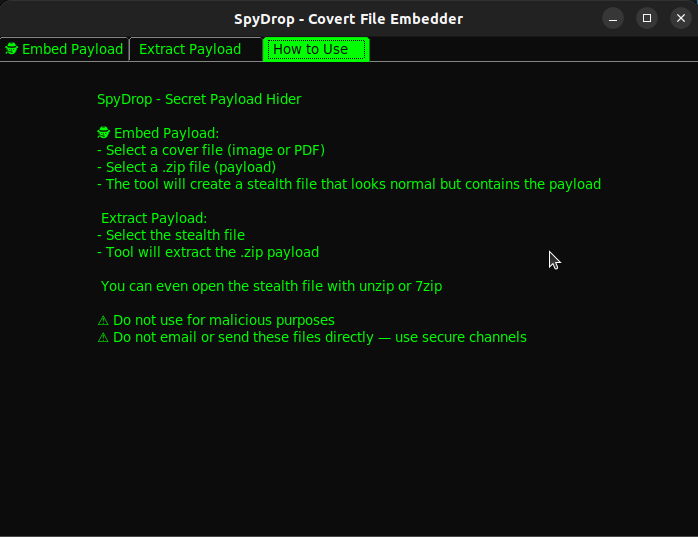 SpyDrop - Covert File Embedder
🕵 Embed Payload
Extract Payload
How to Use
SpyDrop - Secret Payload Hider
🕵 Embed Payload:
- Select a cover file (image or PDF)
- Select a .zip file (payload)
- The tool will create a stealth file that looks normal but contains the payload
Extract Payload:
- Select the stealth file
- Tool will extract the .zip payload
You can even open the stealth file with unzip or 7zip
⚠ Do not use for malicious purposes
⚠ Do not email or send these files directly — use secure channels